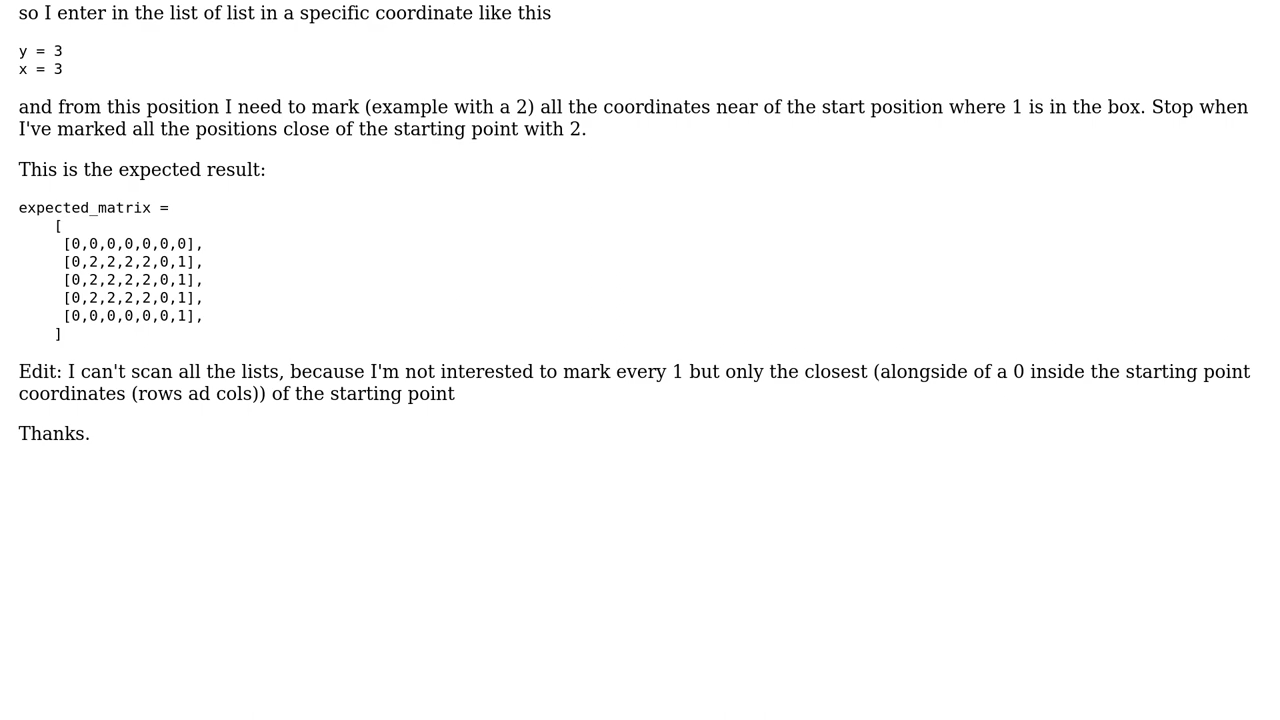 so I enter in the list of list in a specific coordinate like this
y = 3
x = 3
and from this position I need to mark (example with a 2) all the coordinates near of the start position where 1 is in the box. Stop when
I've marked all the positions close of the starting point with 2.
This is the expected result:
expected_matrix =
    [
     [0,0,0,0,0,0,0],
     [0,2,2,2,2,0,1],
     [0,2,2,2,2,0,1],
     [0,2,2,2,2,0,1],
     [0,0,0,0,0,0,1],
    ]
Edit: I can't scan all the lists, because I'm not interested to mark every 1 but only the closest (alongside of a 0 inside the starting point
coordinates (rows ad cols)) of the starting point
Thanks.